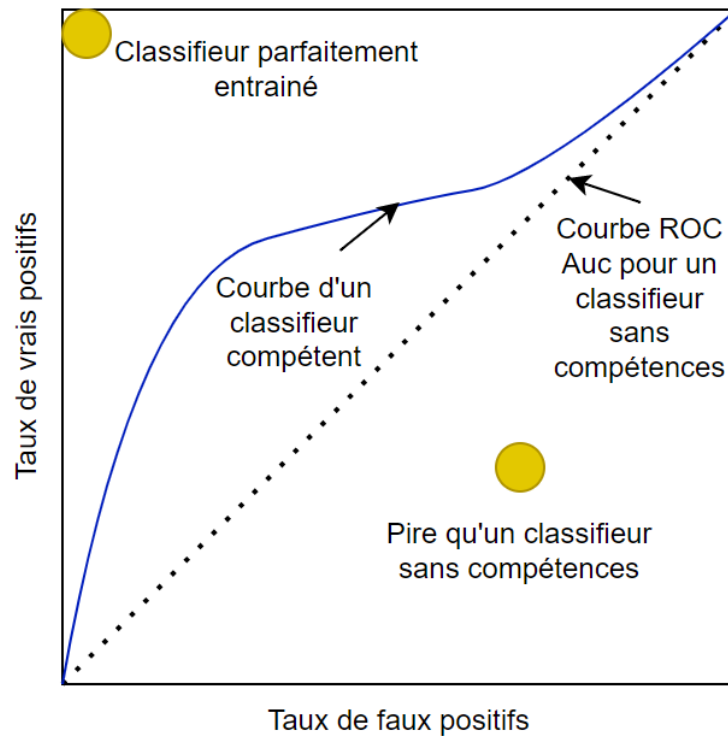 Classifieur parfaitement
entrainé
Courbe ROC
Auc pour un
classifieur
sans
compétences
Courbe d'un
classifieur
compétent
Taux de vrais positifs
Pire qu'un classifieur
sans compétences
Taux de faux positifs